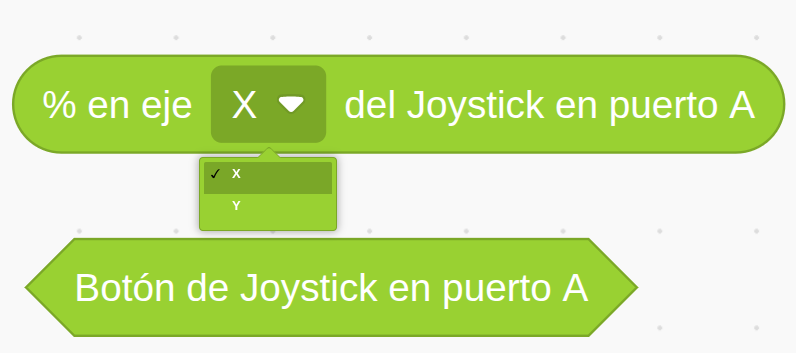 % en eje X del Joystick en puerto A
✓ X
Y
Botón de Joystick en puerto A